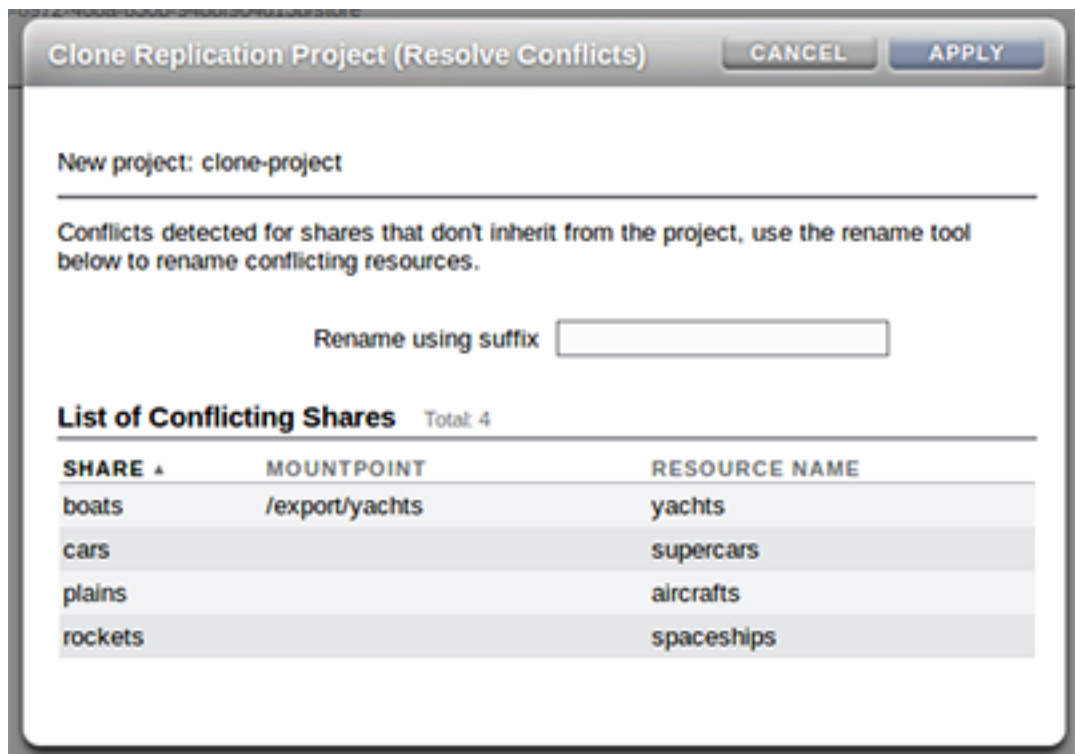 Clone Replication Project (Resolve Conflicts) CANCEL APPLY
New project: clone-project
Conflicts detected for shares that don't inherit from the project, use the rename tool
below to rename conflicting resources.
Rename using suffix
List of Conflicting Shares Total: 4
SHARE ▲ MOUNTPOINT RESOURCE NAME
boats /export/yachts yachts
cars supercars
plains aircrafts
rockets spaceships